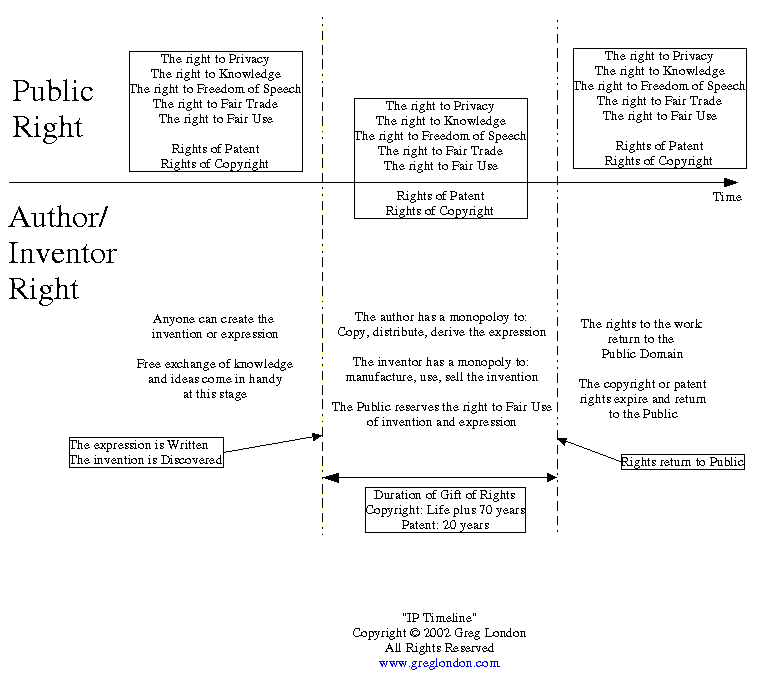 Public
Right
The right to Privacy
The right to Knowledge
The right to Freedom of Speech
The right to Fair Trade
The right to Fair Use
Rights of Patent
Rights of Copyright
The right to Privacy
The right to Knowledge
The right to Freedom of Speech
The right to Fair Trade
The right to Fair Use
Rights of Patent
Rights of Copyright
The right to Privacy
The right to Knowledge
The right to Freedom of Speech
The right to Fair Trade
The right to Fair Use
Rights of Patent
Rights of Copyright
Time
Author/
Inventor
Right
Anyone can create the
invention or expression
Free exchange of knowledge
and ideas come in handy
at this stage
The author has a monopoloy to:
Copy, distribute, derive the expression
The inventor has a monopoly to:
manufacture, use, sell the invention
The Public reserves the right to Fair Use
of invention and expression
The rights to the work
return to the
Public Domain
The copyright or patent
rights expire and return
to the Public
The expression is Written
The invention is Discovered
Rights return to Public
Duration of Gift of Rights
Copyright: Life plus 70 years
Patent: 20 years
"IP Timeline"
Copyright © 2002 Greg London
All Rights Reserved
www.greglondon.com